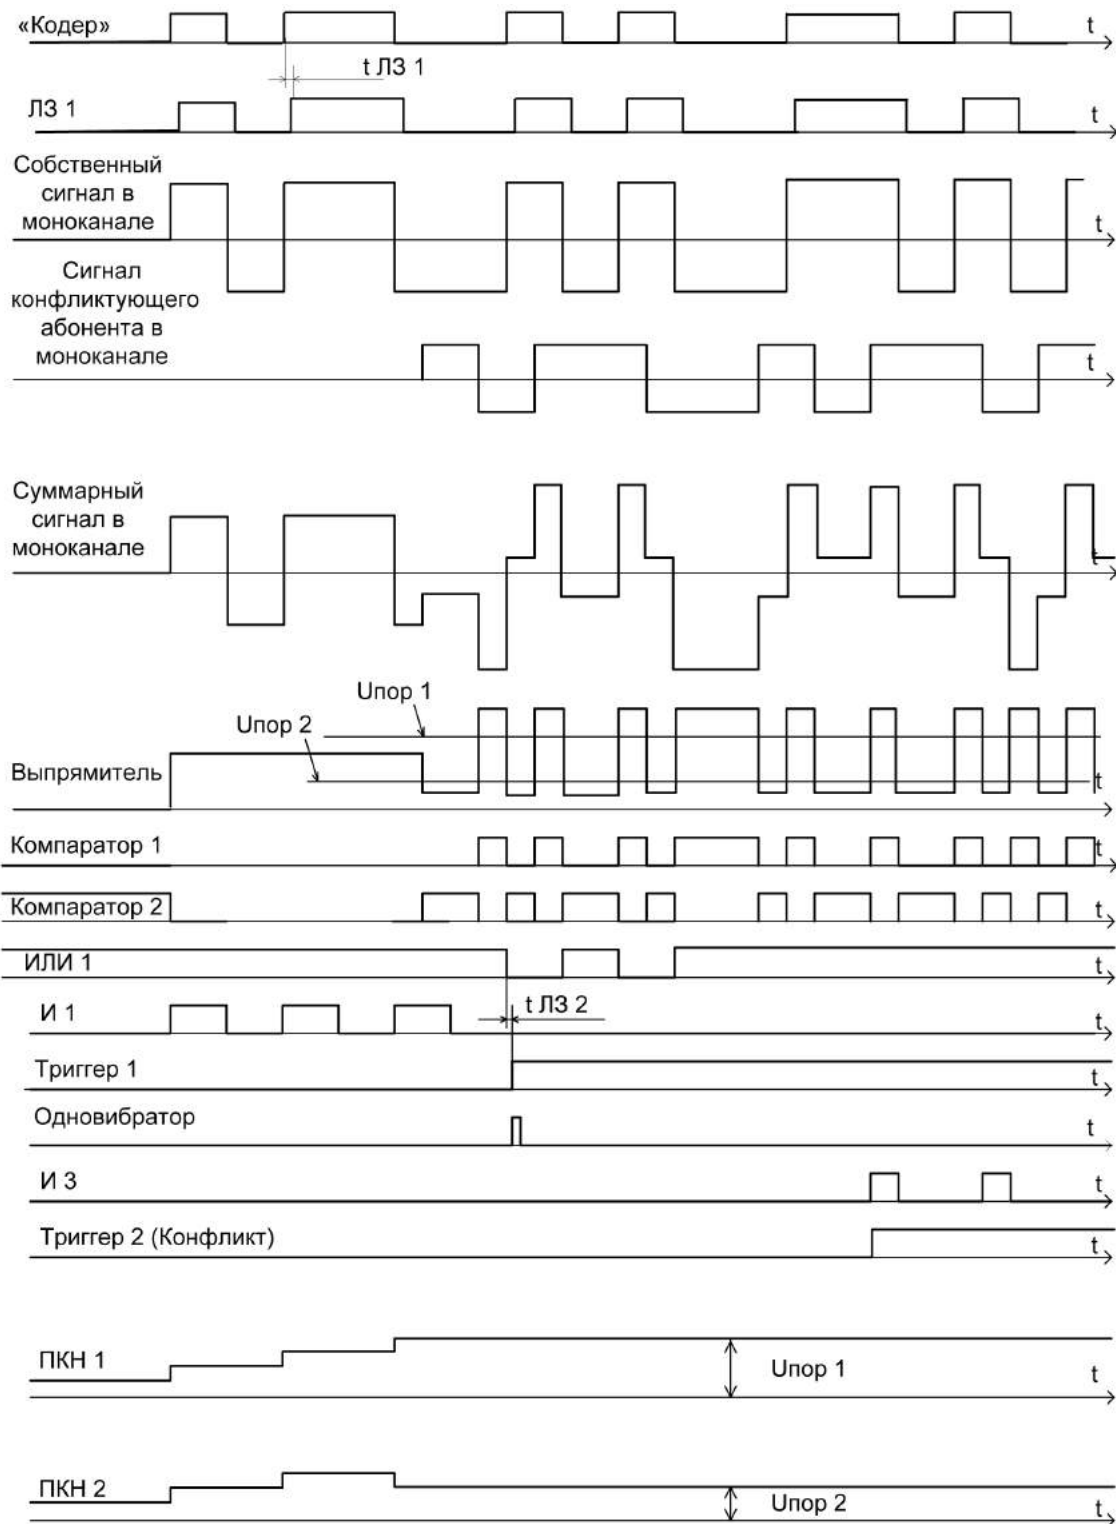 «Кодер»
t
t ЛЗ 1
ЛЗ 1
t
Собственный
сигнал в
моноканале
t
Сигнал
конфликтующего
абонента в
моноканале
t
Суммарный
сигнал в
моноканале
t
Uпор 1
Uпор 2
Выпрямитель
t
Компаратор 1
t
Компаратор 2
t
ИЛИ 1
t
И 1
t ЛЗ 2
t
Триггер 1
t
Одновибратор
t
И 3
t
Триггер 2 (Конфликт)
t
ПКН 1
Uпор 1
t
ПКН 2
Uпор 2
t